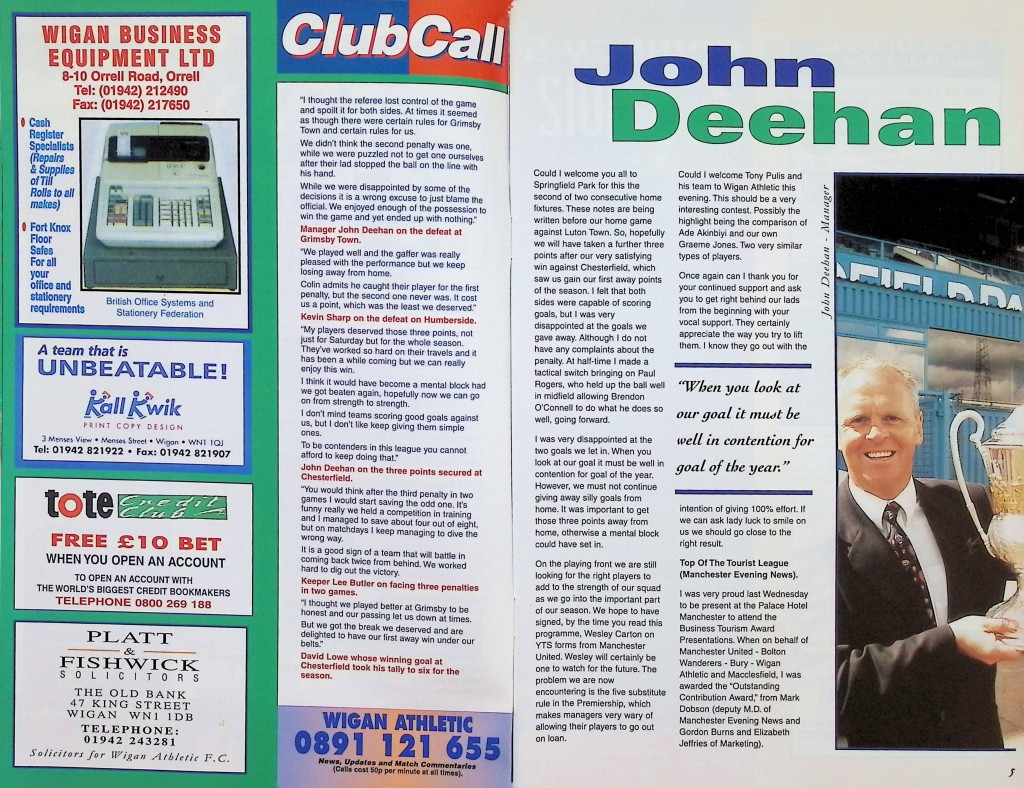 WIGAN BUSINESS
EQUIPMENT LTD
8-10 Orrell Road, Orrell
Tel: (01942) 212490
Fax: (01942) 217650
Cash
Register
Specialists
(Repairs
& Supplies
of Till
Rolls to all
makes)
Fort Knox
Floor
Safes
For all
your
office and
stationery
requirements
British Office Systems and
Stationery Federation
A team that is
UNBEATABLE!
Kall Kwik
PRINT COPY DESIGN
3 Menses View • Menses Street • Wigan • WN1 1QJ
Tel: 01942 821922 • Fax: 01942 821907
tote Credit
Club
FREE £10 BET
WHEN YOU OPEN AN ACCOUNT
TO OPEN AN ACCOUNT WITH
THE WORLD'S BIGGEST CREDIT BOOKMAKERS
TELEPHONE 0800 269 188
PLATT
&
FISHWICK
SOLICITORS
THE OLD BANK
47 KING STREET
WIGAN WN1 1DB
TELEPHONE:
01942 243281
Solicitors for Wigan Athletic F.C.
ClubCall
"I thought the referee lost control of the game
and spoilt it for both sides. At times it seemed
as though there were certain rules for Grimsby
Town and certain rules for us.
We didn't think the second penalty was one,
while we were puzzled not to get one ourselves
after their lad stopped the ball on the line with
his hand.
While we were disappointed by some of the
decisions it is a wrong excuse to just blame the
official. We enjoyed enough of the possession to
win the game and yet ended up with nothing."
Manager John Deehan on the defeat at
Grimsby Town.
"We played well and the gaffer was really
pleased with the performance but we keep
losing away from home.
Colin admits he caught their player for the first
penalty, but the second one never was. It cost
us a point, which was the least we deserved."
Kevin Sharp on the defeat on Humberside.
"My players deserved those three points, not
just for Saturday but for the whole season.
They've worked so hard on their travels and it
has been a while coming but we can really
enjoy this win.
I think it would have become a mental block had
we got beaten again, hopefully now we can go
on from strength to strength.
I don't mind teams scoring good goals against
us, but I don't like keep giving them simple
ones.
To be contenders in this league you cannot
afford to keep doing that."
John Deehan on the three points secured at
Chesterfield.
"You would think after the third penalty in two
games I would start saving the odd one. It's
funny really we held a competition in training
and I managed to save about four out of eight,
but on matchdays I keep managing to dive the
wrong way.
It is a good sign of a team that will battle in
coming back twice from behind. We worked
hard to dig out the victory.
Keeper Lee Butler on facing three penalties
in two games.
"I thought we played better at Grimsby to be
honest and our passing let us down at times.
But we got the break we deserved and are
delighted to have our first away win under our
belts."
David Lowe whose winning goal at
Chesterfield took his tally to six for the
season.
WIGAN ATHLETIC
0891 121 655
News, Updates and Match Commentaries
(Calls cost 50p per minute at all times).
John
Deehan
Could I welcome you all to
Springfield Park for this the
second of two consecutive home
fixtures. These notes are being
written before our home game
against Luton Town. So, hopefully
we will have taken a further three
points after our very satisfying
win against Chesterfield, which
saw us gain our first away points
of the season. I felt that both
sides were capable of scoring
goals, but I was very
disappointed at the goals we
gave away. Although I do not
have any complaints about the
penalty. At half-time I made a
tactical switch bringing on Paul
Rogers, who held up the ball well
in midfield allowing Brendon
O'Connell to do what he does so
well, going forward.
I was very disappointed at the
two goals we let in. When you
look at our goal it must be well in
contention for goal of the year.
However, we must not continue
giving away silly goals from
home. It was important to get
those three points away from
home, otherwise a mental block
could have set in.
On the playing front we are still
looking for the right players to
add to the strength of our squad
as we go into the important part
of our season. We hope to have
signed, by the time you read this
programme, Wesley Carton on
YTS forms from Manchester
United. Wesley will certainly be
one to watch for the future. The
problem we are now
encountering is the five substitute
rule in the Premiership, which
makes managers very wary of
allowing their players to go out
on loan.
Could I welcome Tony Pulis and
his team to Wigan Athletic this
evening. This should be a very
interesting contest. Possibly the
highlight being the comparison of
Ade Akinbiyi and our own
Graeme Jones. Two very similar
types of players.
Once again can I thank you for
your continued support and ask
you to get right behind our lads
from the beginning with your
vocal support. They certainly
appreciate the way you try to lift
them. I know they go out with the
"When you look at
our goal it must be
well in contention for
goal of the year."
intention of giving 100% effort. If
we can ask lady luck to smile on
us we should go close to the
right result.
Top Of The Tourist League
(Manchester Evening News).
I was very proud last Wednesday
to be present at the Palace Hotel
Manchester to attend the
Business Tourism Award
Presentations. When on behalf of
Manchester United - Bolton
Wanderers - Bury - Wigan
Athletic and Macclesfield, I was
awarded the "Outstanding
Contribution Award," from Mark
Dobson (deputy M.D. of
Manchester Evening News and
Gordon Burns and Elizabeth
Jeffries of Marketing).
John Deehan - Manager
FIELD PA
5